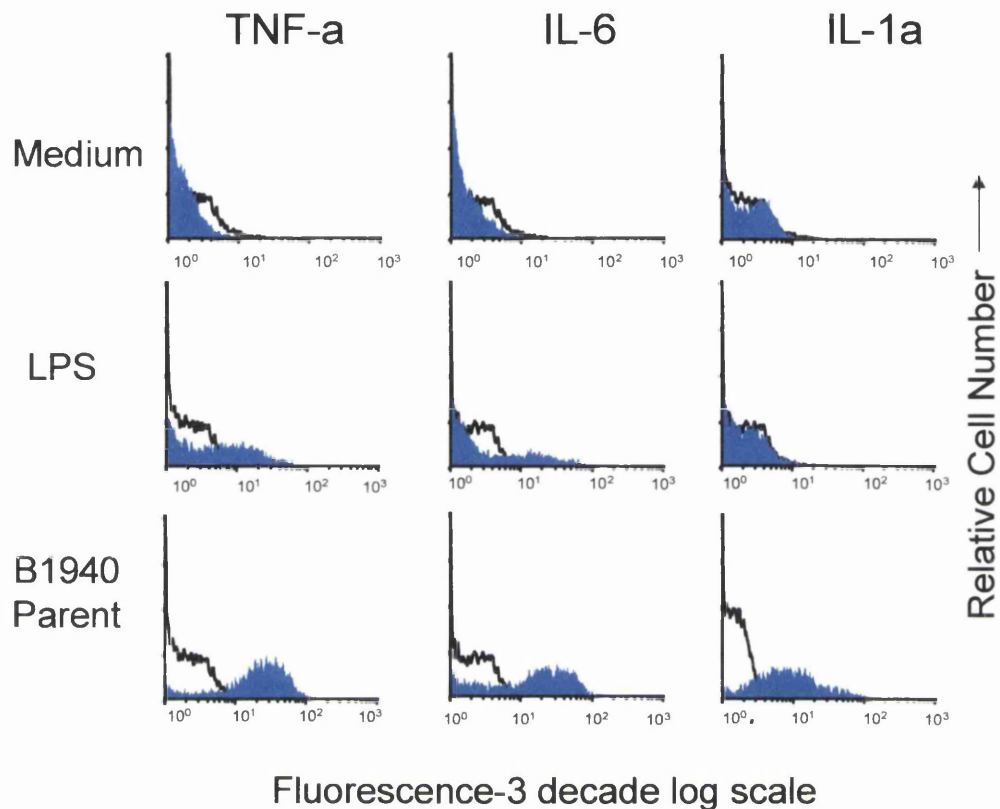 TNF-a IL-6 IL-1a
Medium
10⁰ 10¹ 10² 10³ 10⁰ 10¹ 10² 10³ 10⁰ 10¹ 10² 10³
LPS
10⁰ 10¹ 10² 10³ 10⁰ 10¹ 10² 10³ 10⁰ 10¹ 10² 10³
B1940
Parent
10⁰ 10¹ 10² 10³ 10⁰ 10¹ 10² 10³ 10⁰ 10¹ 10² 10³
Relative Cell Number
Fluorescence-3 decade log scale